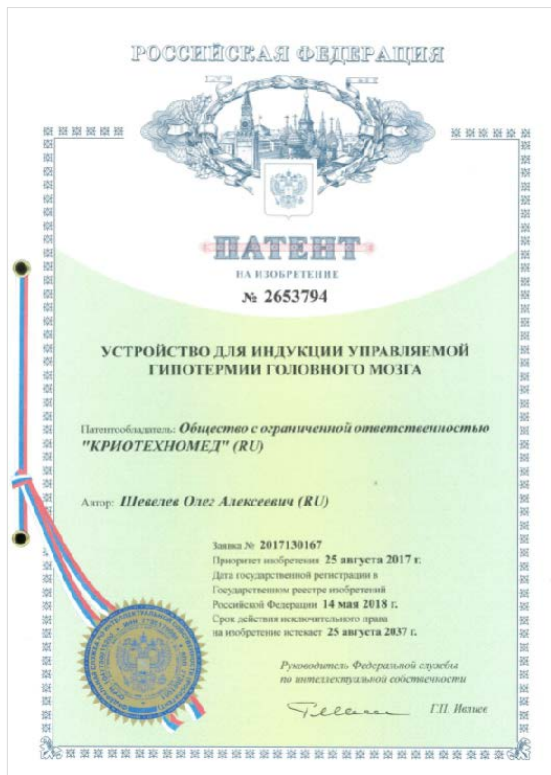 РОССИЙСКАЯ ФЕДЕРАЦИЯ
ПАТЕНТ
НА ИЗОБРЕТЕНИЕ
№ 2653794
УСТРОЙСТВО ДЛЯ ИНДУКЦИИ УПРАВЛЯЕМОЙ
ГИПОТЕРМИИ ГОЛОВНОГО МОЗГА
Патентообладатель: Общество с ограниченной ответственностью
"КРИОТЕХНОМЕД" (RU)
Автор: Шевелев Олег Алексеевич (RU)
Заявка № 2017130167
Приоритет изобретения 25 августа 2017 г.
Дата государственной регистрации в
Государственном реестре изобретений
Российской Федерации 14 мая 2018 г.
Срок действия исключительного права
на изобретение истекает 25 августа 2037 г.
Руководитель Федеральной службы
по интеллектуальной собственности
Г.П. Ивлиев